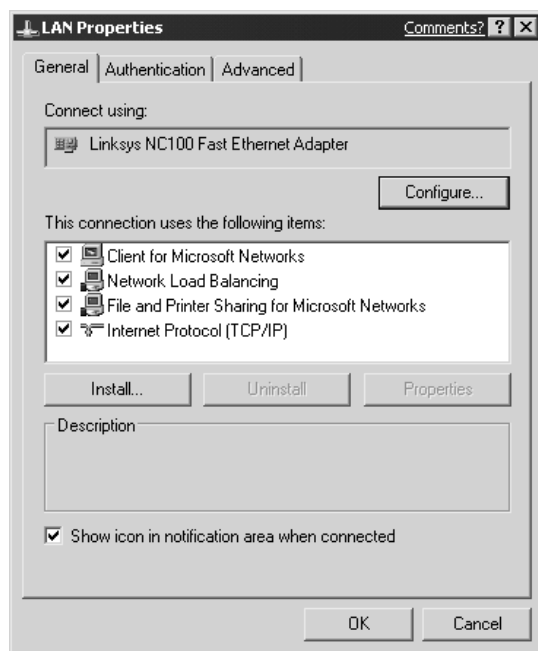 LAN Properties Comments? ? X
General Authentication Advanced
Connect using:
Linksys NC100 Fast Ethernet Adapter
Configure...
This connection uses the following items:
Client for Microsoft Networks
Network Load Balancing
File and Printer Sharing for Microsoft Networks
Internet Protocol (TCP/IP)
Install... Uninstall Properties
Description
Show icon in notification area when connected
OK Cancel